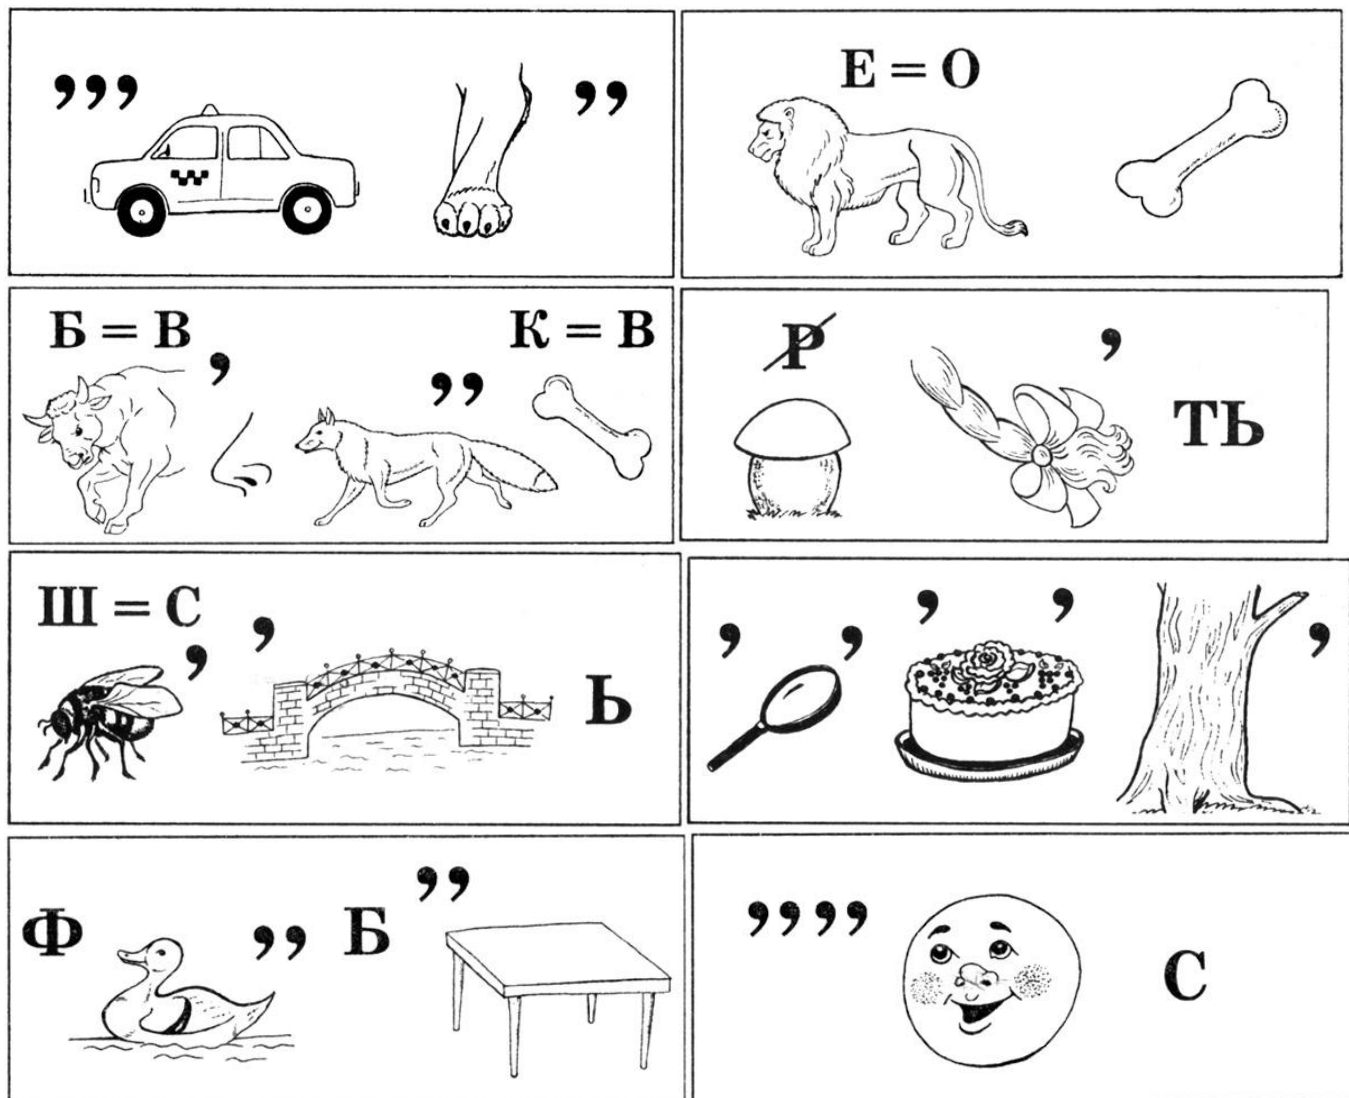 ,,, ,,
Е = О
Б = В , ,, К = В
Р , ТЬ
Ш = С , , Ь
, , , , ,
Ф ,, Б ,,
,,,, С